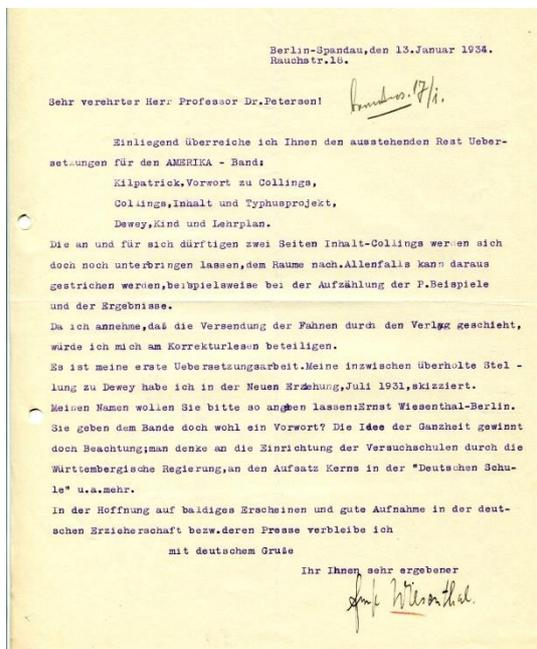 Berlin-Spandau,den 13.Januar 1934.
Rauchstr.18.
17/1.
Sehr verehrter Herr Professor Dr.Petersen!
Einliegend überreiche ich Ihnen den ausstehenden Rest Ueber-
setzungen für den AMERIKA - Band:
Kilpatrick,Vorwort zu Collings,
Collings,Inhalt und Typhusprojekt,
Dewey,Kind und Lehrplan.
Die an und für sich dürftigen zwei Seiten Inhalt-Collings werden sich
doch noch unterbringen lassen,dem Raume nach.Allenfalls kann daraus
gestrichen werden,beispielsweise bei der Aufzählung der P.Beispiele
und der Ergebnisse.
Da ich annehme,daß die Versendung der Fahnen durch den Verlag geschieht,
würde ich mich am Korrekturlesen beteiligen.
Es ist meine erste Uebersetzungsarbeit.Meine inzwischen überholte Stel -
lung zu Dewey habe ich in der Neuen Erziehung,Juli 1931,skizziert.
Meinen Namen wollen Sie bitte so angeben lassen:Ernst Wiesenthal-Berlin.
Sie geben dem Bande doch wohl ein Vorwort? Die Idee der Ganzheit gewinnt
doch Beachtung;man denke an die Einrichtung der Versuchschulen durch die
Württembergische Regierung,an den Aufsatz Kerns in der "Deutschen Schu-
le" u.a.mehr.
In der Hoffnung auf baldiges Erscheinen und gute Aufnahme in der deut-
schen Erzieherschaft bezw.deren Presse verbleibe ich
mit deutschem Gruße
Ihr Ihnen sehr ergebener
Ernst Wiesenthal.